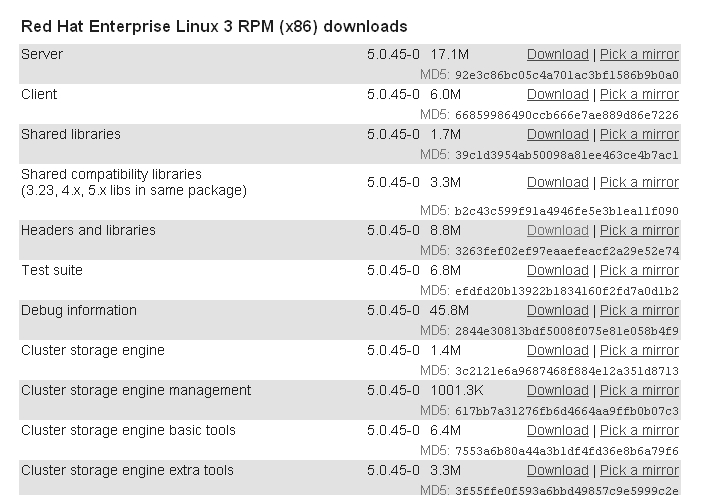 Red Hat Enterprise Linux 3 RPM (x86) downloads
Server 5.0.45-0 17.1M Download | Pick a mirror
MD5: 92e3c86bc05c4a701ac3bf1586b9b0a0
Client 5.0.45-0 6.0M Download | Pick a mirror
MD5: 66859986490ccb666e7ae889d86e7226
Shared libraries 5.0.45-0 1.7M Download | Pick a mirror
MD5: 39c1d3954ab50098a81ee463ce4b7ac1
Shared compatibility libraries
(3.23, 4.x, 5.x libs in same package) 5.0.45-0 3.3M Download | Pick a mirror
MD5: b2c43c599f91a4946fe5e3b1ea11f090
Headers and libraries 5.0.45-0 8.8M Download | Pick a mirror
MD5: 3263fef02ef97eaaefeacf2a29e52e74
Test suite 5.0.45-0 6.8M Download | Pick a mirror
MD5: efdfd20b13922b1834160f2fd7a0d1b2
Debug information 5.0.45-0 45.8M Download | Pick a mirror
MD5: 2844e30813bdf5008f075e81e058b4f9
Cluster storage engine 5.0.45-0 1.4M Download | Pick a mirror
MD5: 3c2121e6a9687468f884e12a351d8713
Cluster storage engine management 5.0.45-0 1001.3K Download | Pick a mirror
MD5: 617bb7a31276fb6d4664aa9ffb0b07c3
Cluster storage engine basic tools 5.0.45-0 6.4M Download | Pick a mirror
MD5: 7553a6b80a44a3b1df4fd36e8b6a79f6
Cluster storage engine extra tools 5.0.45-0 3.3M Download | Pick a mirror
MD5: 3f55ffe0f593a6bbd49857c9e5999c2e